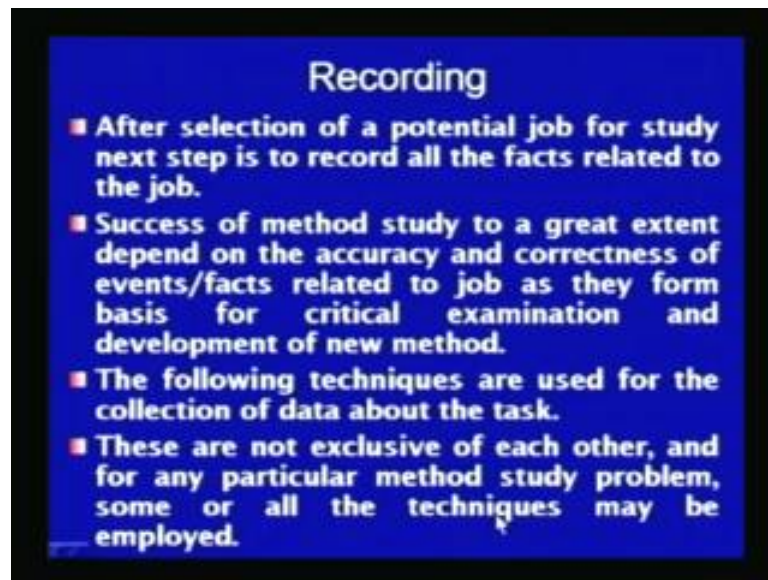 Recording
After selection of a potential job for study
next step is to record all the facts related to
the job.
Success of method study to a great extent
depend on the accuracy and correctness of
events/facts related to job as they form
basis for critical examination and
development of new method.
The following techniques are used for the
collection of data about the task.
These are not exclusive of each other, and
for any particular method study problem,
some or all the techniques may be
employed.